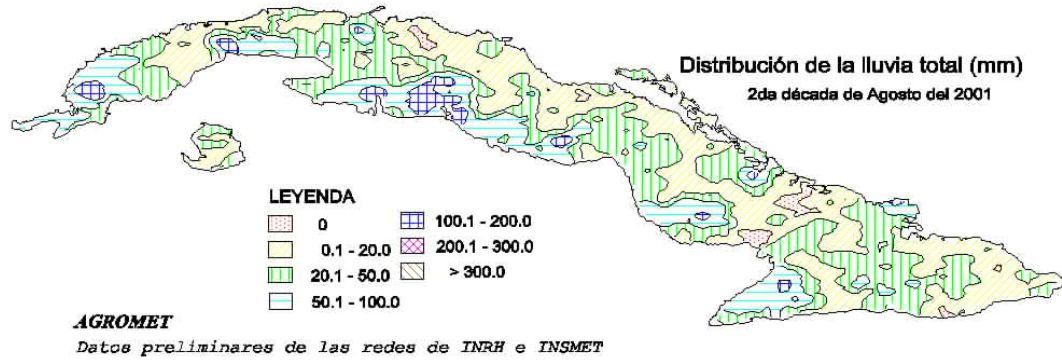 Distribución de la lluvia total (mm)
2da década de Agosto del 2001
LEYENDA
0
0.1 - 20.0
20.1 - 50.0
50.1 - 100.0
100.1 - 200.0
200.1 - 300.0
> 300.0
AGROMET
Datos preliminares de las redes de INRH e INSMET